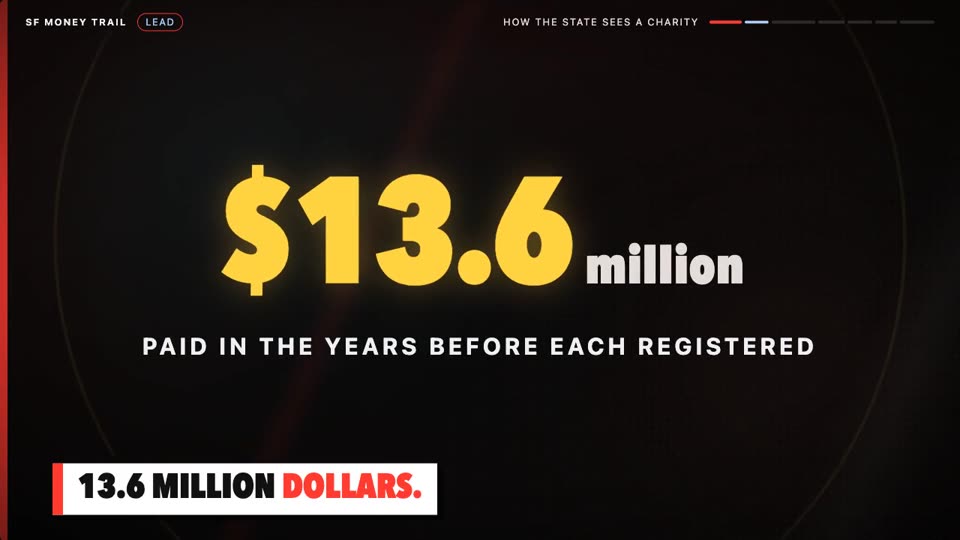 SF MONEY TRAIL LEAD HOW THE STATE SEES A CHARITY
$13.6 million
PAID IN THE YEARS BEFORE EACH REGISTERED
13.6 MILLION DOLLARS.